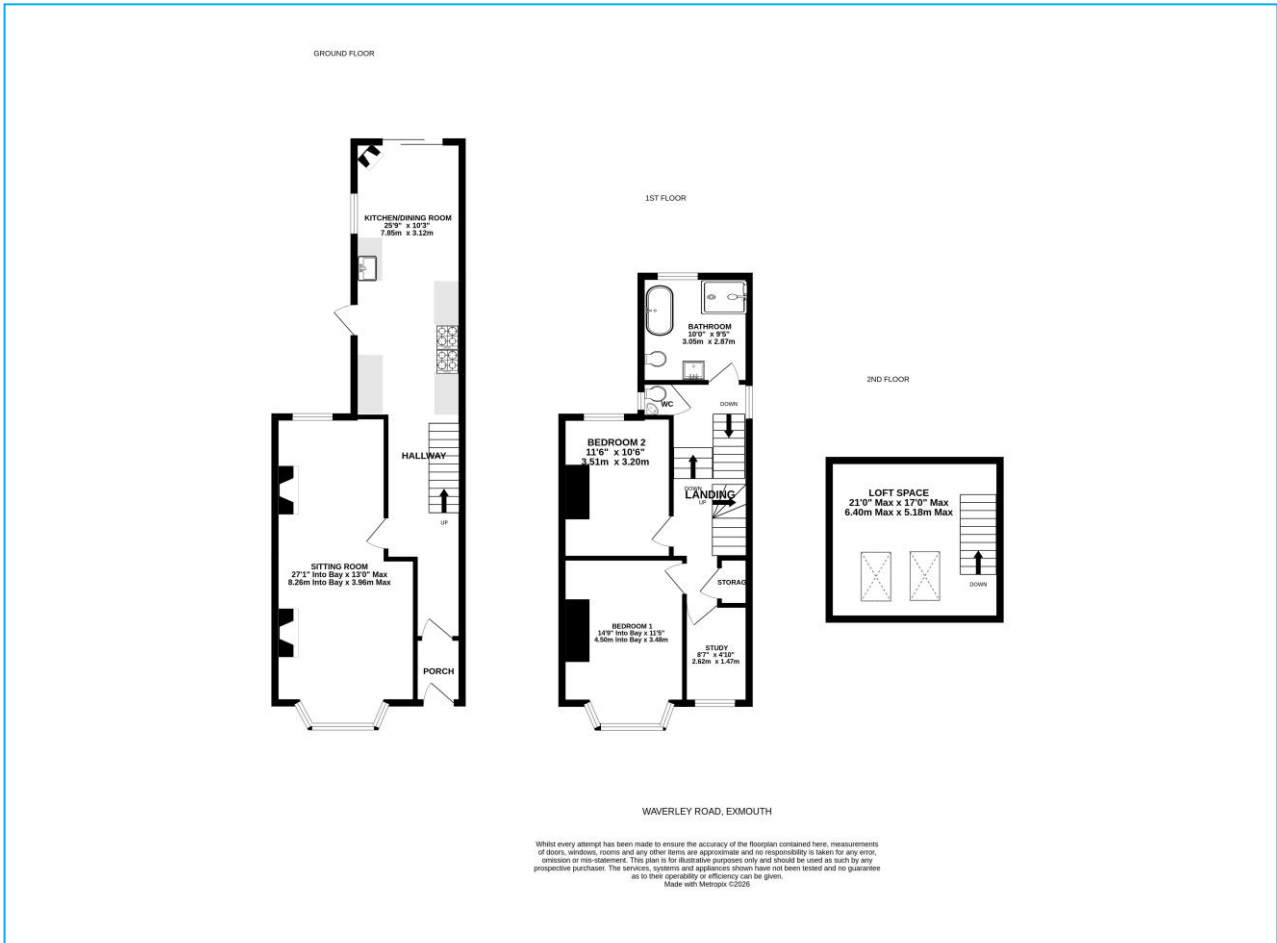 GROUND FLOOR
KITCHEN/DINING ROOM
25'9" x 10'3"
7.85m x 3.12m
HALLWAY
UP
SITTING ROOM
27'1" Into Bay x 13'0" Max
8.26m Into Bay x 3.96m Max
PORCH
1ST FLOOR
BATHROOM
10'0" x 9'5"
3.05m x 2.87m
WC
DOWN
BEDROOM 2
11'6" x 10'6"
3.51m x 3.20m
DOWN
LANDING
UP
STORAG
BEDROOM 1
14'9" Into Bay x 11'5"
4.50m Into Bay x 3.48m
STUDY
8'7" x 4'10"
2.62m x 1.47m
2ND FLOOR
LOFT SPACE
21'0" Max x 17'0" Max
6.40m Max x 5.18m Max
DOWN
WAVERLEY ROAD, EXMOUTH
Whilst every attempt has been made to ensure the accuracy of the floorplan contained here, measurements
of doors, windows, rooms and any other items are approximate and no responsibility is taken for any error,
omission or mis-statement. This plan is for illustrative purposes only and should be used as such by any
prospective purchaser. The services, systems and appliances shown have not been tested and no guarantee
as to their operability or efficiency can be given.
Made with Metropix ©2026